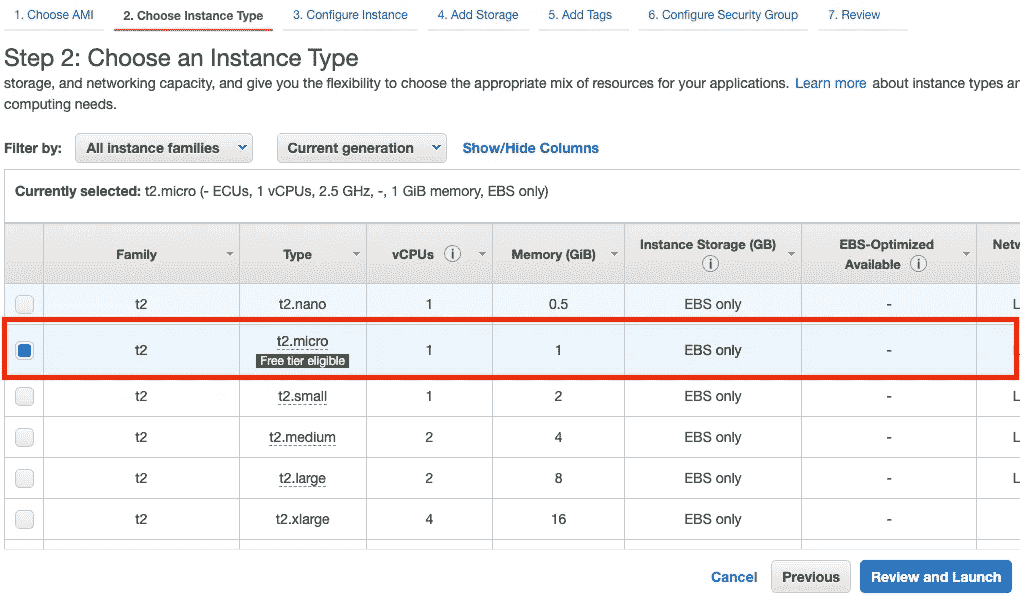 1. Choose AMI 2. Choose Instance Type 3. Configure Instance 4. Add Storage 5. Add Tags 6. Configure Security Group 7. Review
Step 2: Choose an Instance Type
storage, and networking capacity, and give you the flexibility to choose the appropriate mix of resources for your applications. Learn more about instance types
computing needs.
Filter by: All instance families Current generation Show/Hide Columns
Currently selected: t2.micro (- ECUs, 1 vCPUs, 2.5 GHz, -, 1 GiB memory, EBS only)
Family Type vCPUs i Memory (GiB) Instance Storage (GB) i EBS-Optimized Available i
t2 t2.nano 1 0.5 EBS only -
t2 t2.micro 1 1 EBS only -
Free tier eligible
t2 t2.small 1 2 EBS only -
t2 t2.medium 2 4 EBS only -
t2 t2.large 2 8 EBS only -
t2 t2.xlarge 4 16 EBS only -
Cancel Previous Review and Launch